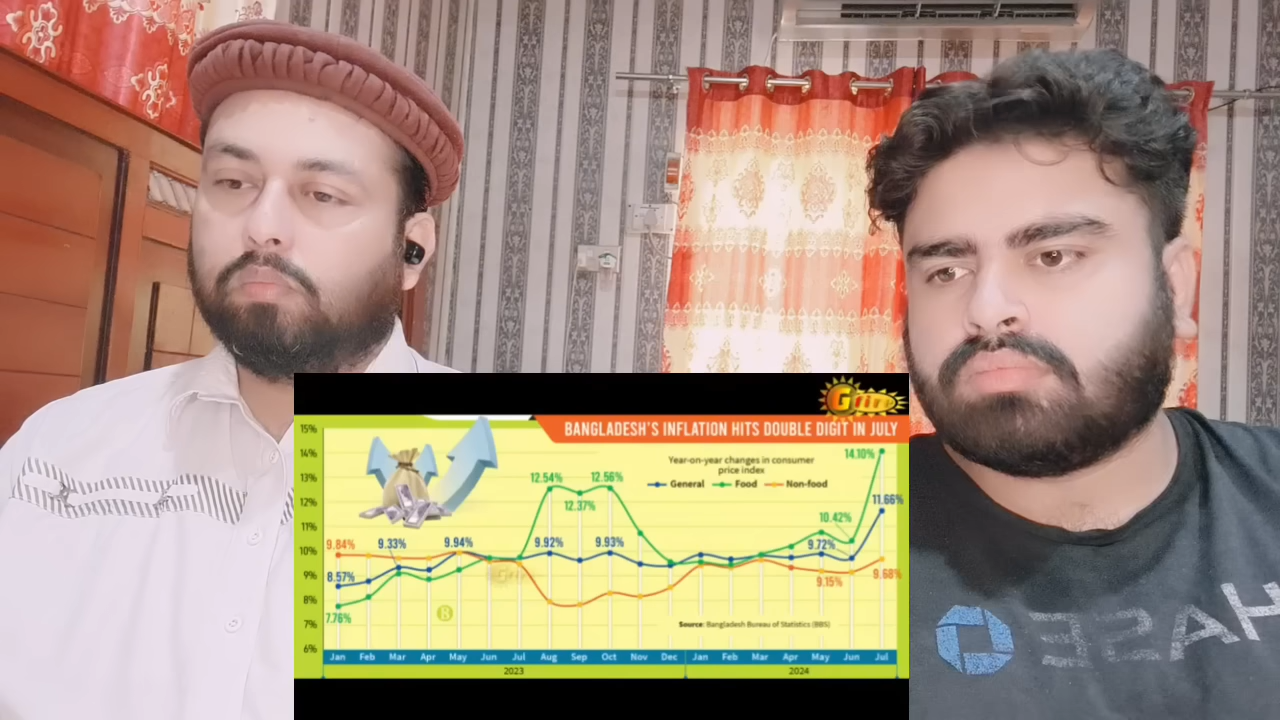 G fire
BANGLADESH'S INFLATION HITS DOUBLE DIGIT IN JULY
15%
14%
13%
12%
11%
10%
9%
8%
7%
6%
Year-on-year changes in consumer
price index
General Food Non-food
14.10%
12.54% 12.56%
12.37%
11.66%
10.42%
9.84% 9.33% 9.94% 9.92% 9.93% 9.72%
8.57% 9.15% 9.68%
7.76%
Source: Bangladesh Bureau of Statistics (BBS)
Jan Feb Mar Apr May Jun Jul Aug Sep Oct Nov Dec Jan Feb Mar Apr May Jun Jul
2023 2024
HASE